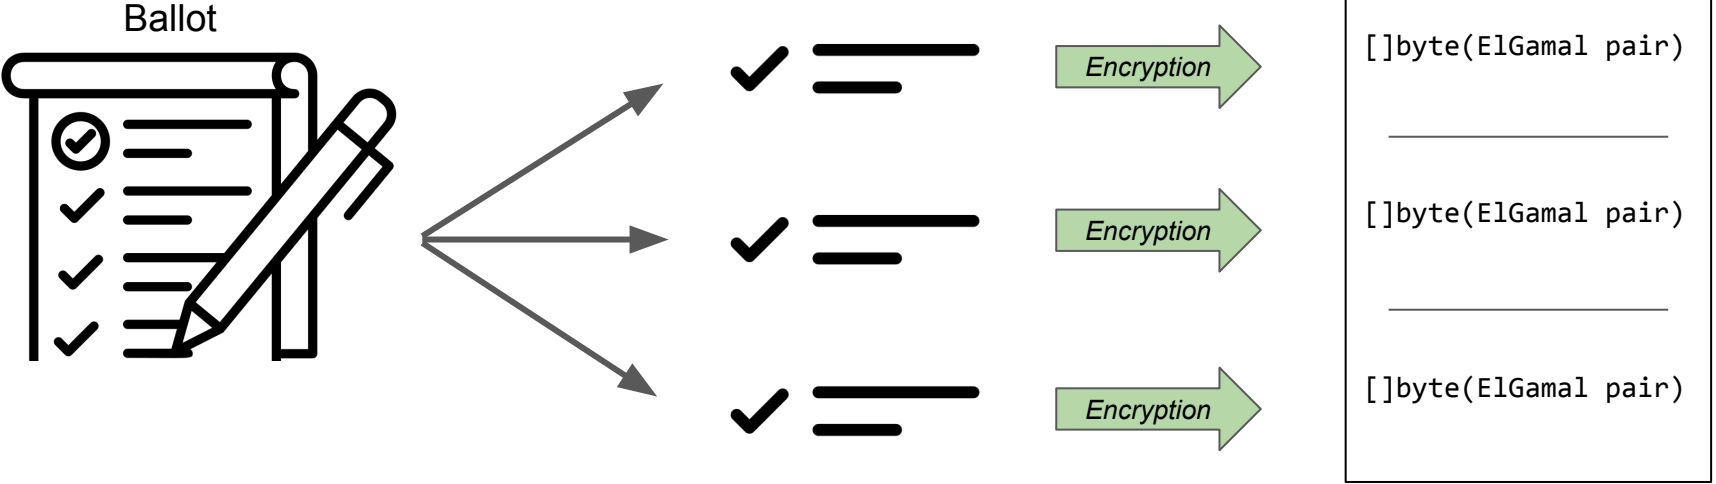 Ballot
Encryption
[]byte(ElGamal pair)
Encryption
[]byte(ElGamal pair)
Encryption
[]byte(ElGamal pair)